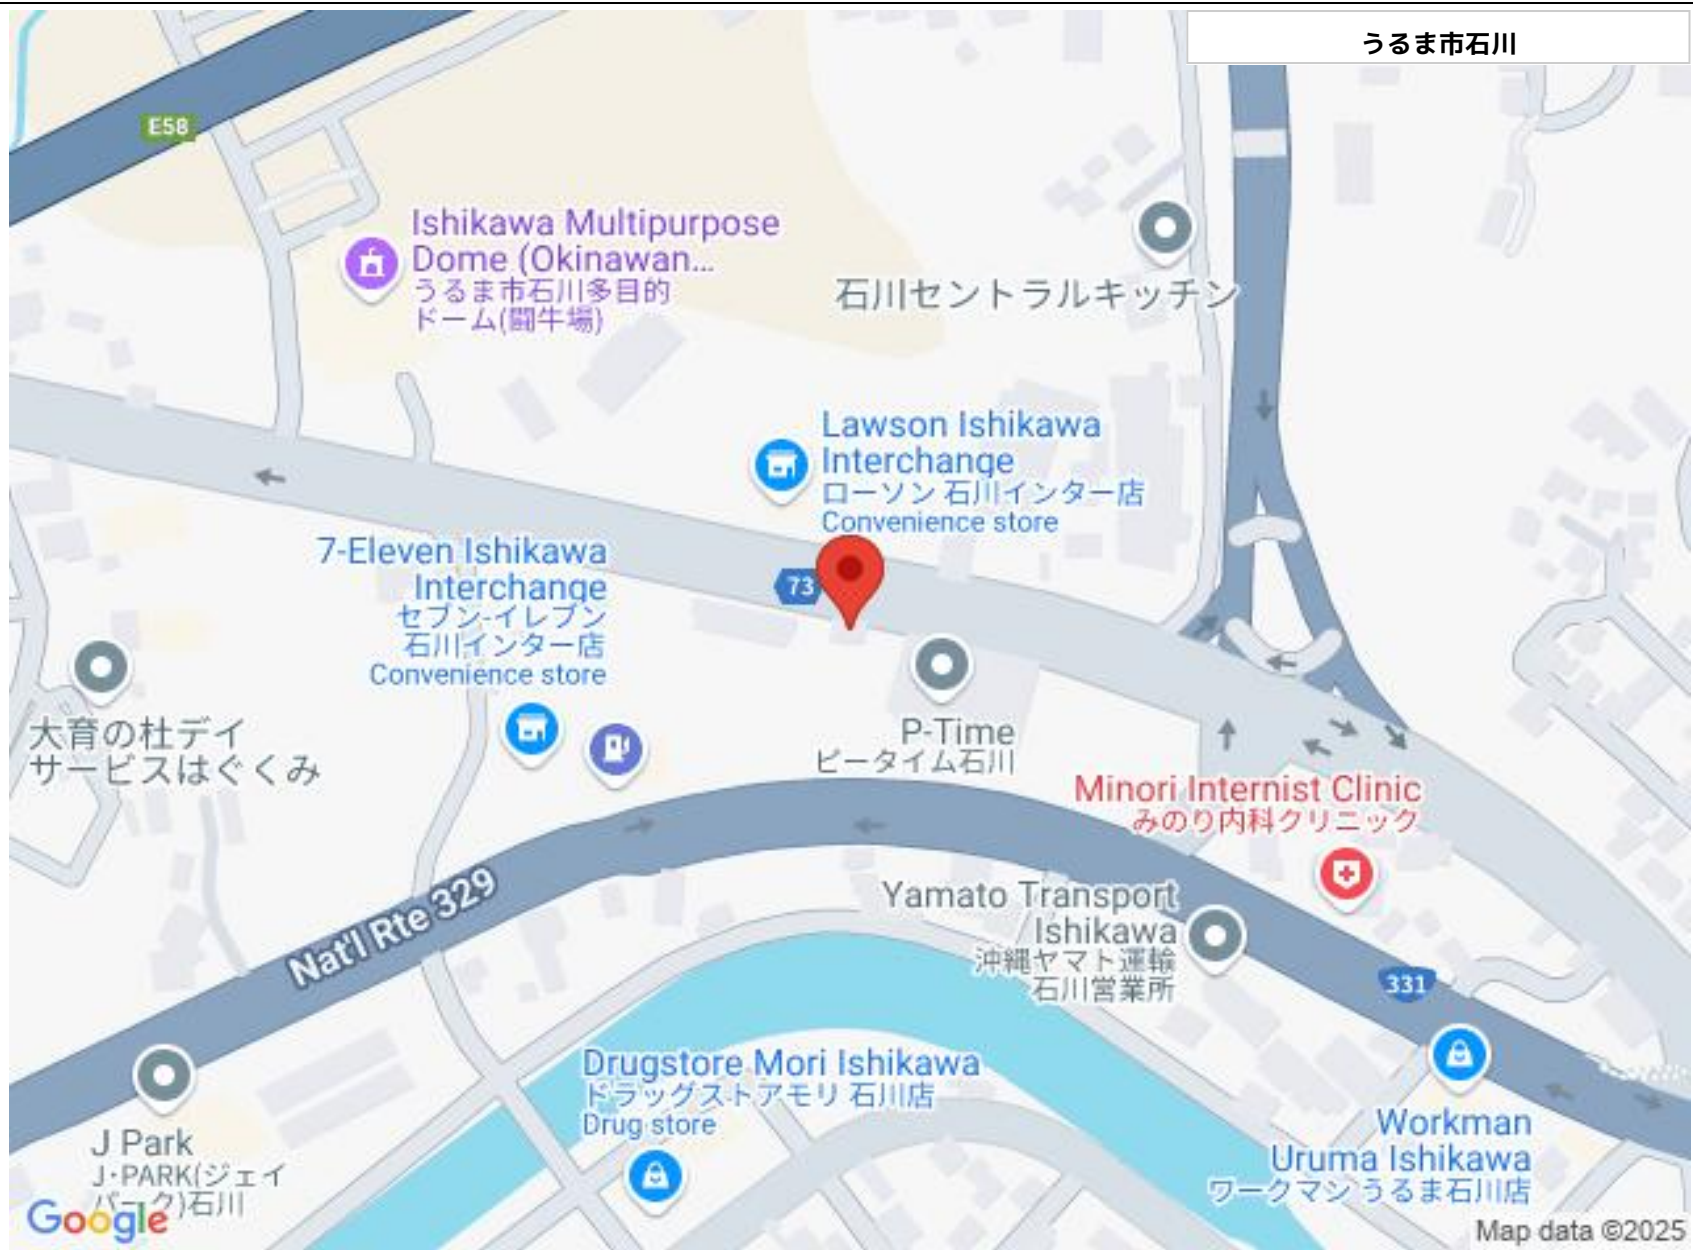 うるま市石川
E58
Ishikawa Multipurpose
Dome (Okinawan...
うるま市石川多目的
ドーム(闘牛場)
石川セントラルキッチン
Lawson Ishikawa
Interchange
ローソン 石川インター店
Convenience store
7-Eleven Ishikawa
Interchange
セブン-イレブン
石川インター店
Convenience store
73
大育の杜デイ
サービスはぐくみ
P-Time
ピータイム石川
Minori Internist Clinic
みのり内科クリニック
Nat'l Rte 329
Yamato Transport
Ishikawa
沖縄ヤマト運輸
石川営業所
331
Drugstore Mori Ishikawa
ドラッグストアモリ 石川店
Drug store
J Park
J･PARK(ジェイ
パーク)石川
Workman
Uruma Ishikawa
ワークマン うるま石川店
Google
Map data ©2025